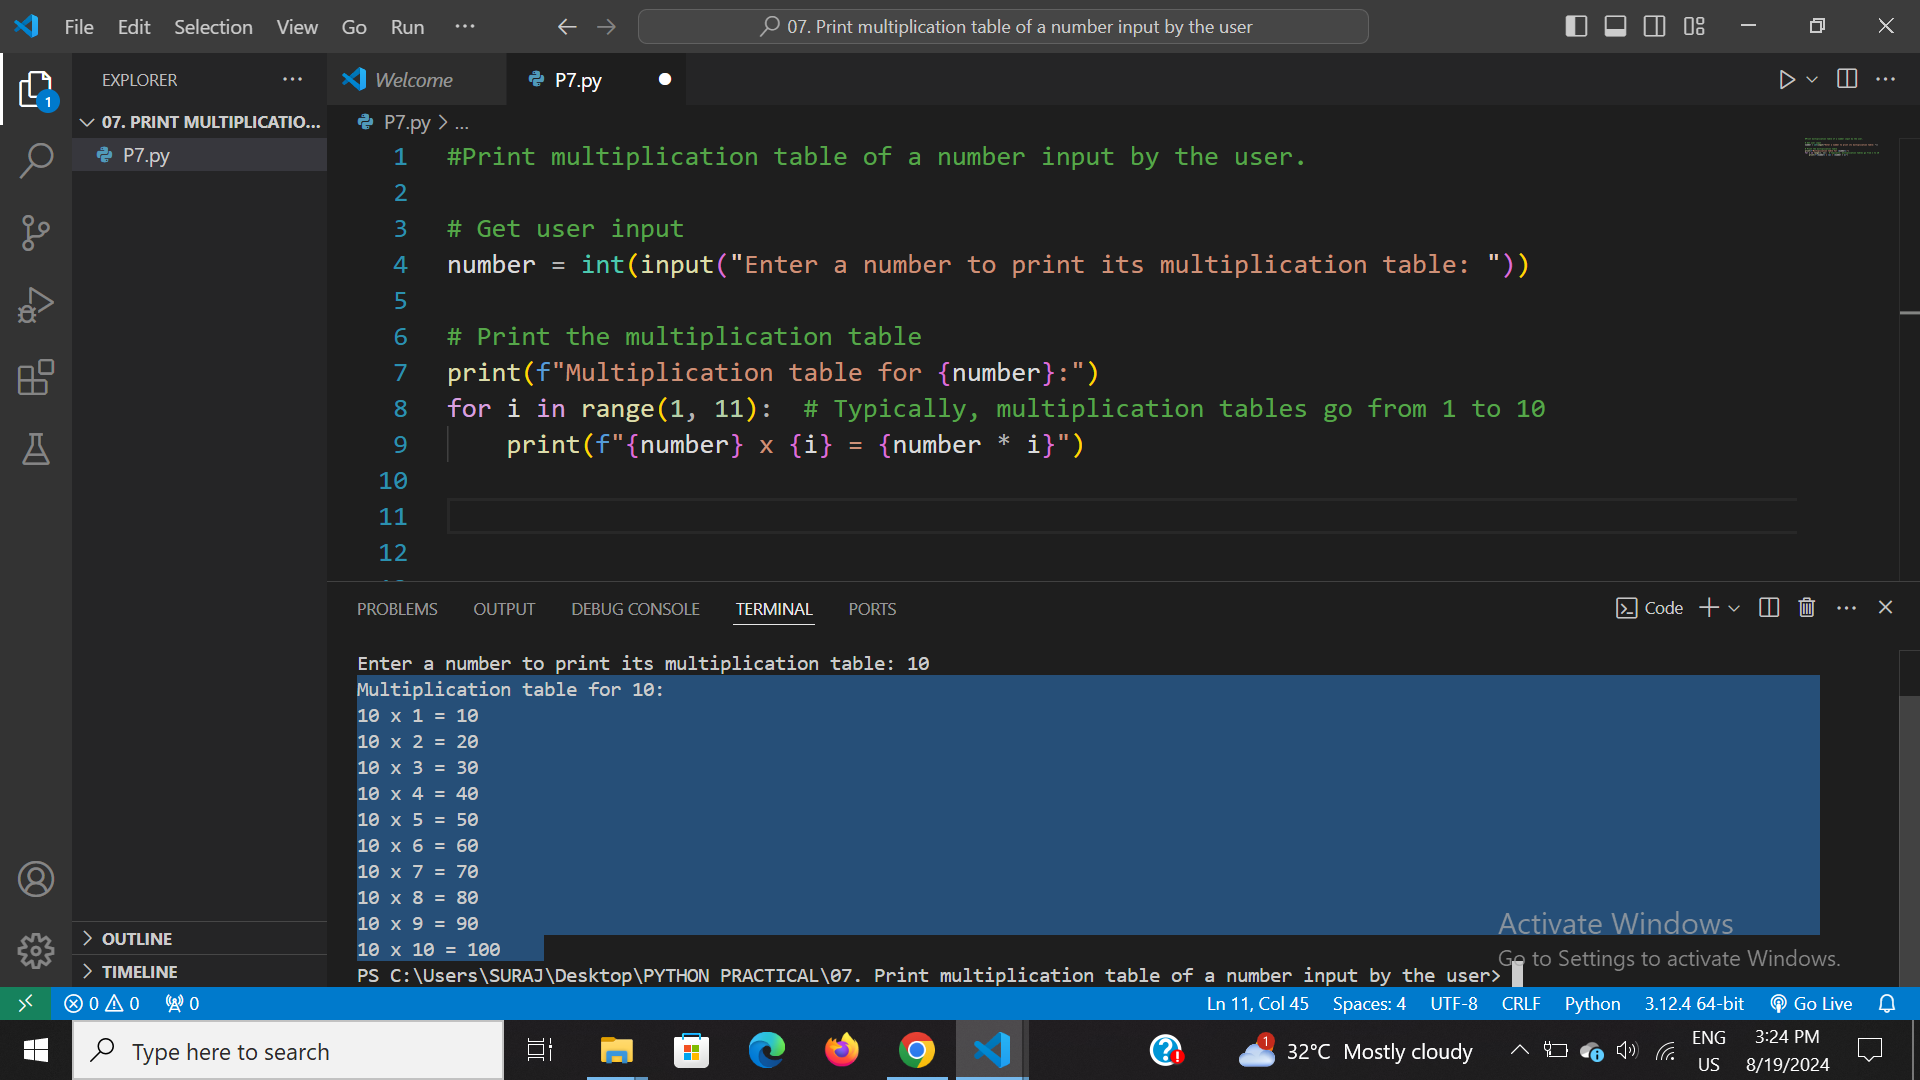 File Edit Selection View Go Run ··· 07. Print multiplication table of a number input by the user
EXPLORER ···
1
07. PRINT MULTIPLICATIO...
P7.py
OUTLINE
TIMELINE
Welcome P7.py
P7.py > ...
1 #Print multiplication table of a number input by the user.
2
3 # Get user input
4 number = int(input("Enter a number to print its multiplication table: "))
5
6 # Print the multiplication table
7 print(f"Multiplication table for {number}:")
8 for i in range(1, 11):  # Typically, multiplication tables go from 1 to 10
9     print(f"{number} x {i} = {number * i}")
10
11
12
PROBLEMS OUTPUT DEBUG CONSOLE TERMINAL PORTS Code
Enter a number to print its multiplication table: 10
Multiplication table for 10:
10 x 1 = 10
10 x 2 = 20
10 x 3 = 30
10 x 4 = 40
10 x 5 = 50
10 x 6 = 60
10 x 7 = 70
10 x 8 = 80
10 x 9 = 90
10 x 10 = 100
PS C:\Users\SURAJ\Desktop\PYTHON PRACTICAL\07. Print multiplication table of a number input by the user>
Activate Windows
Go to Settings to activate Windows.
0 0 0 Ln 11, Col 45 Spaces: 4 UTF-8 CRLF Python 3.12.4 64-bit Go Live
Type here to search 1 32°C Mostly cloudy ENG US 3:24 PM 8/19/2024